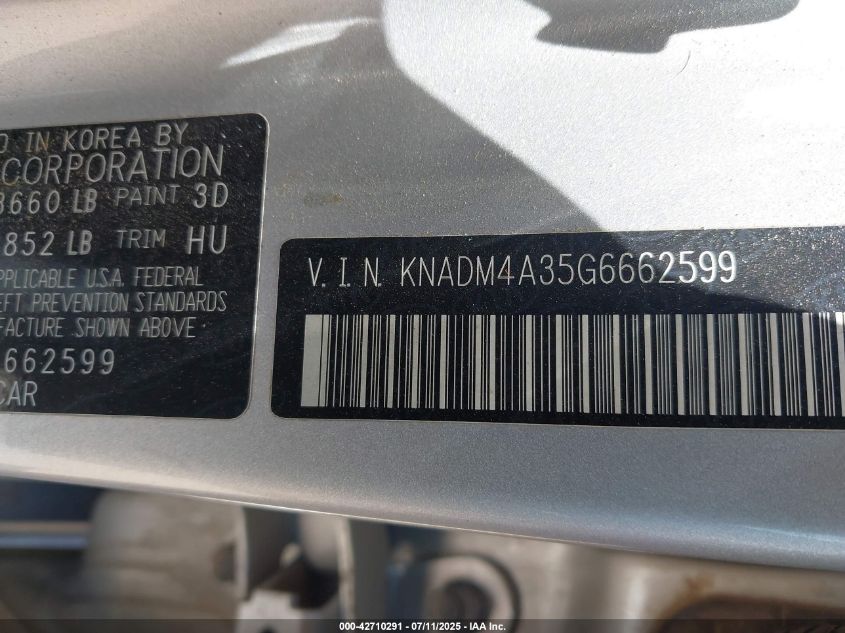 D IN KOREA BY
CORPORATION
3660 LB PAINT 3D
852 LB TRIM HU
PPLICABLE U.S.A. FEDERAL
EFT PREVENTION STANDARDS
FACTURE SHOWN ABOVE
662599
CAR
V. I. N. KNADM4A35G6662599
000-42710291 - 07/11/2025 - IAA Inc.